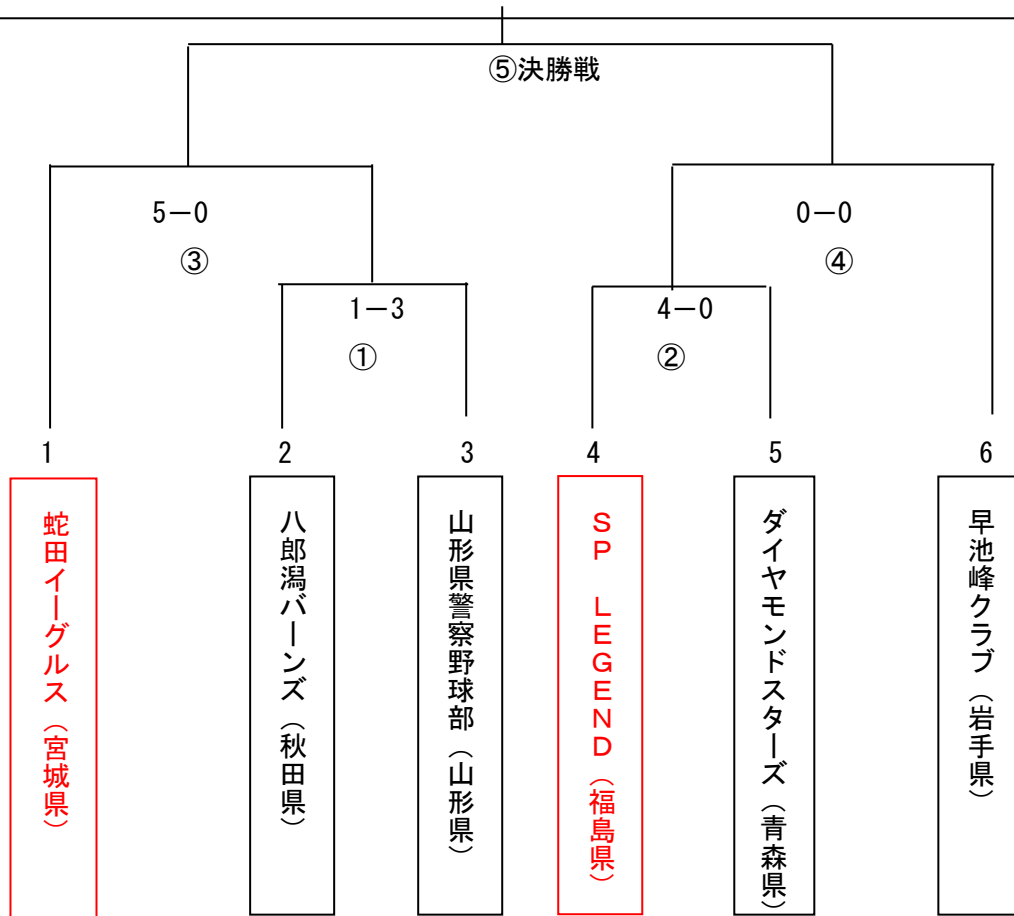 ⑤決勝戦
5－0
0－0
③
④
1－3
4－0
①
②
1
2
3
4
5
6
蛇田イーグルス（宮城県）
八郎潟バーンズ（秋田県）
山形県警察野球部（山形県）
ＳＰ　ＬＥＧＥＮＤ（福島県）
ダイヤモンドスターズ（青森県）
早池峰クラブ（岩手県）